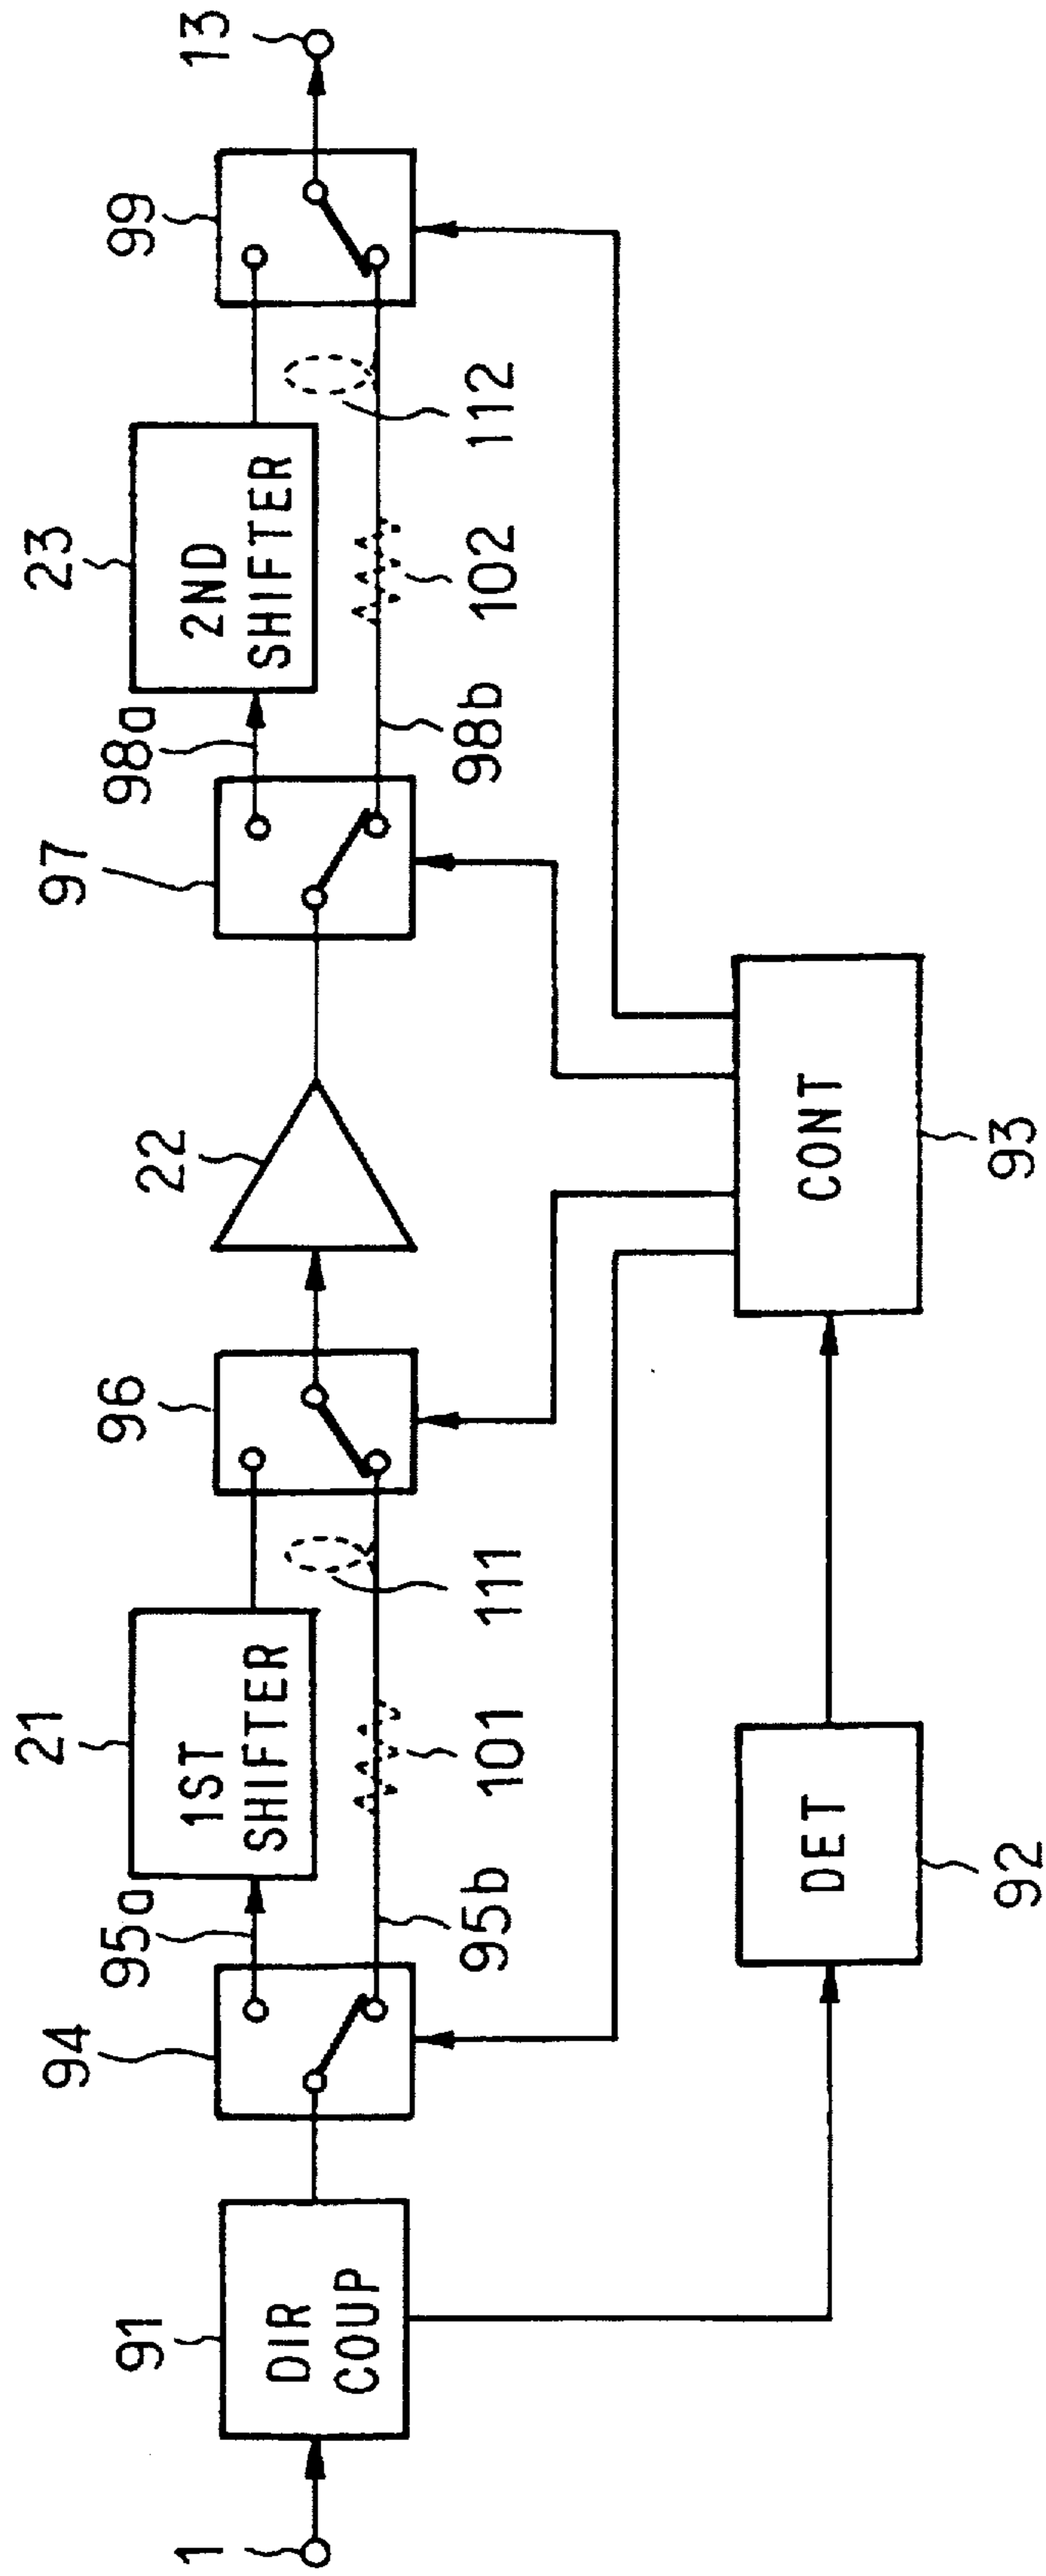 1
91
DIR
COUP
94
95a
95b
21
1ST
SHIFTER
101
111
96
22
97
98a
98b
23
2ND
SHIFTER
102
112
99
13
DET
92
CONT
93